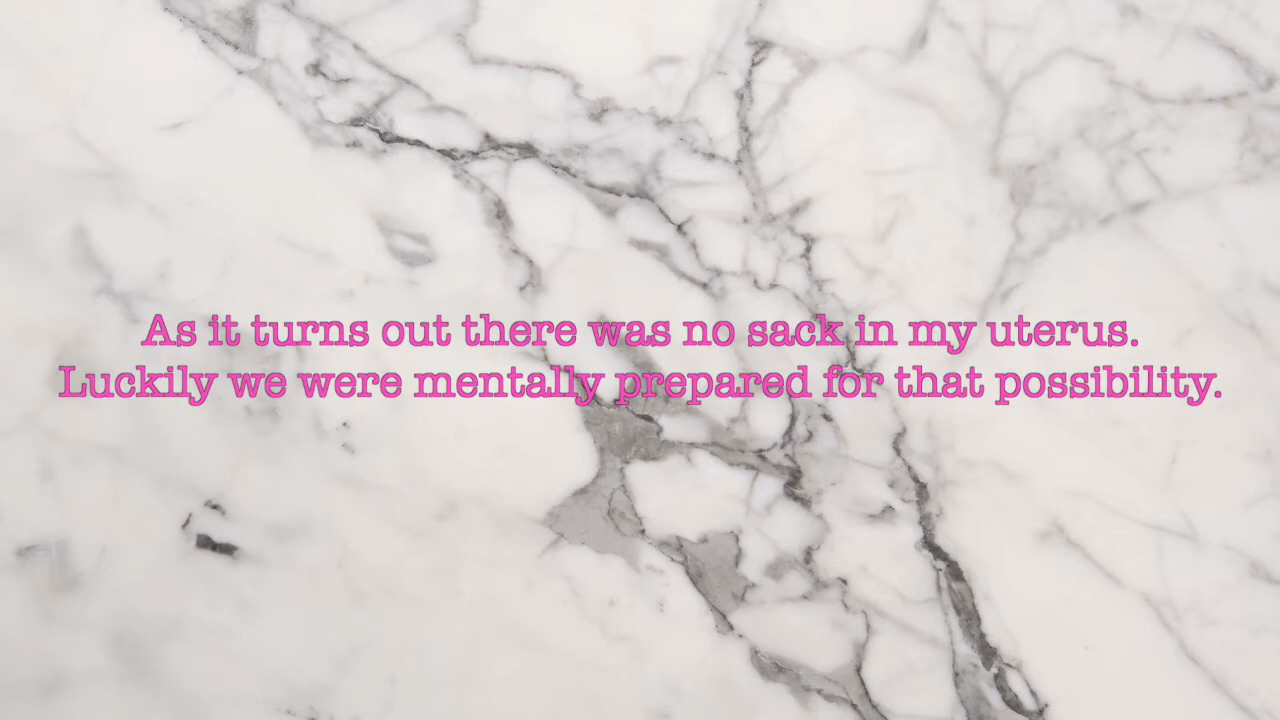 As it turns out there was no sack in my uterus.
Luckily we were mentally prepared for that possibility.